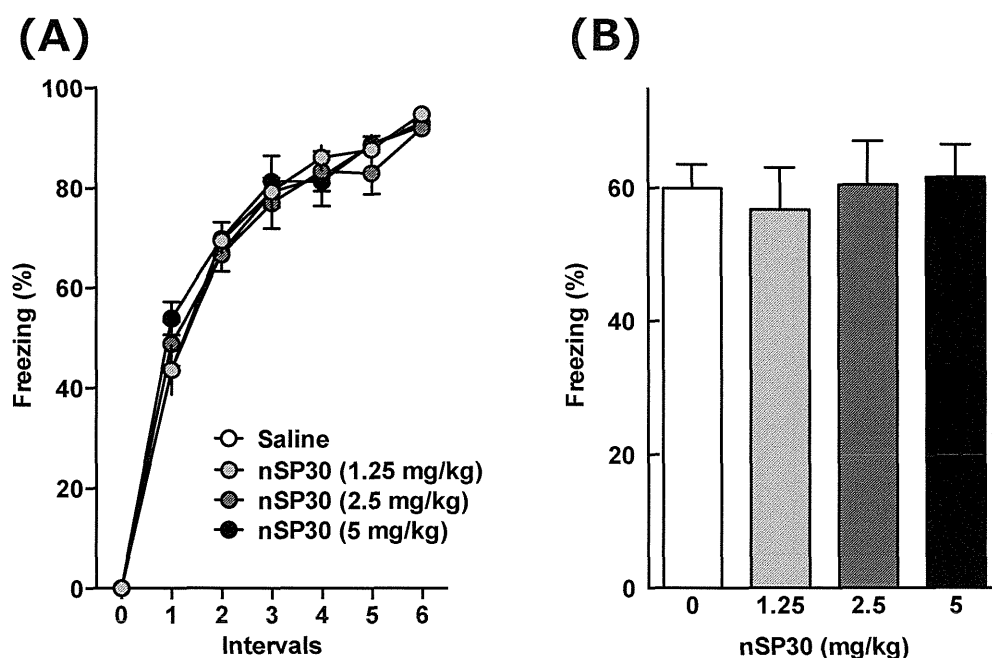 (A)
100
80
60
40
20
0
Freezing (%)
Saline
nSP30 (1.25 mg/kg)
nSP30 (2.5 mg/kg)
nSP30 (5 mg/kg)
0 1 2 3 4 5 6
Intervals
(B)
60
40
20
0
Freezing (%)
0 1.25 2.5 5
nSP30 (mg/kg)